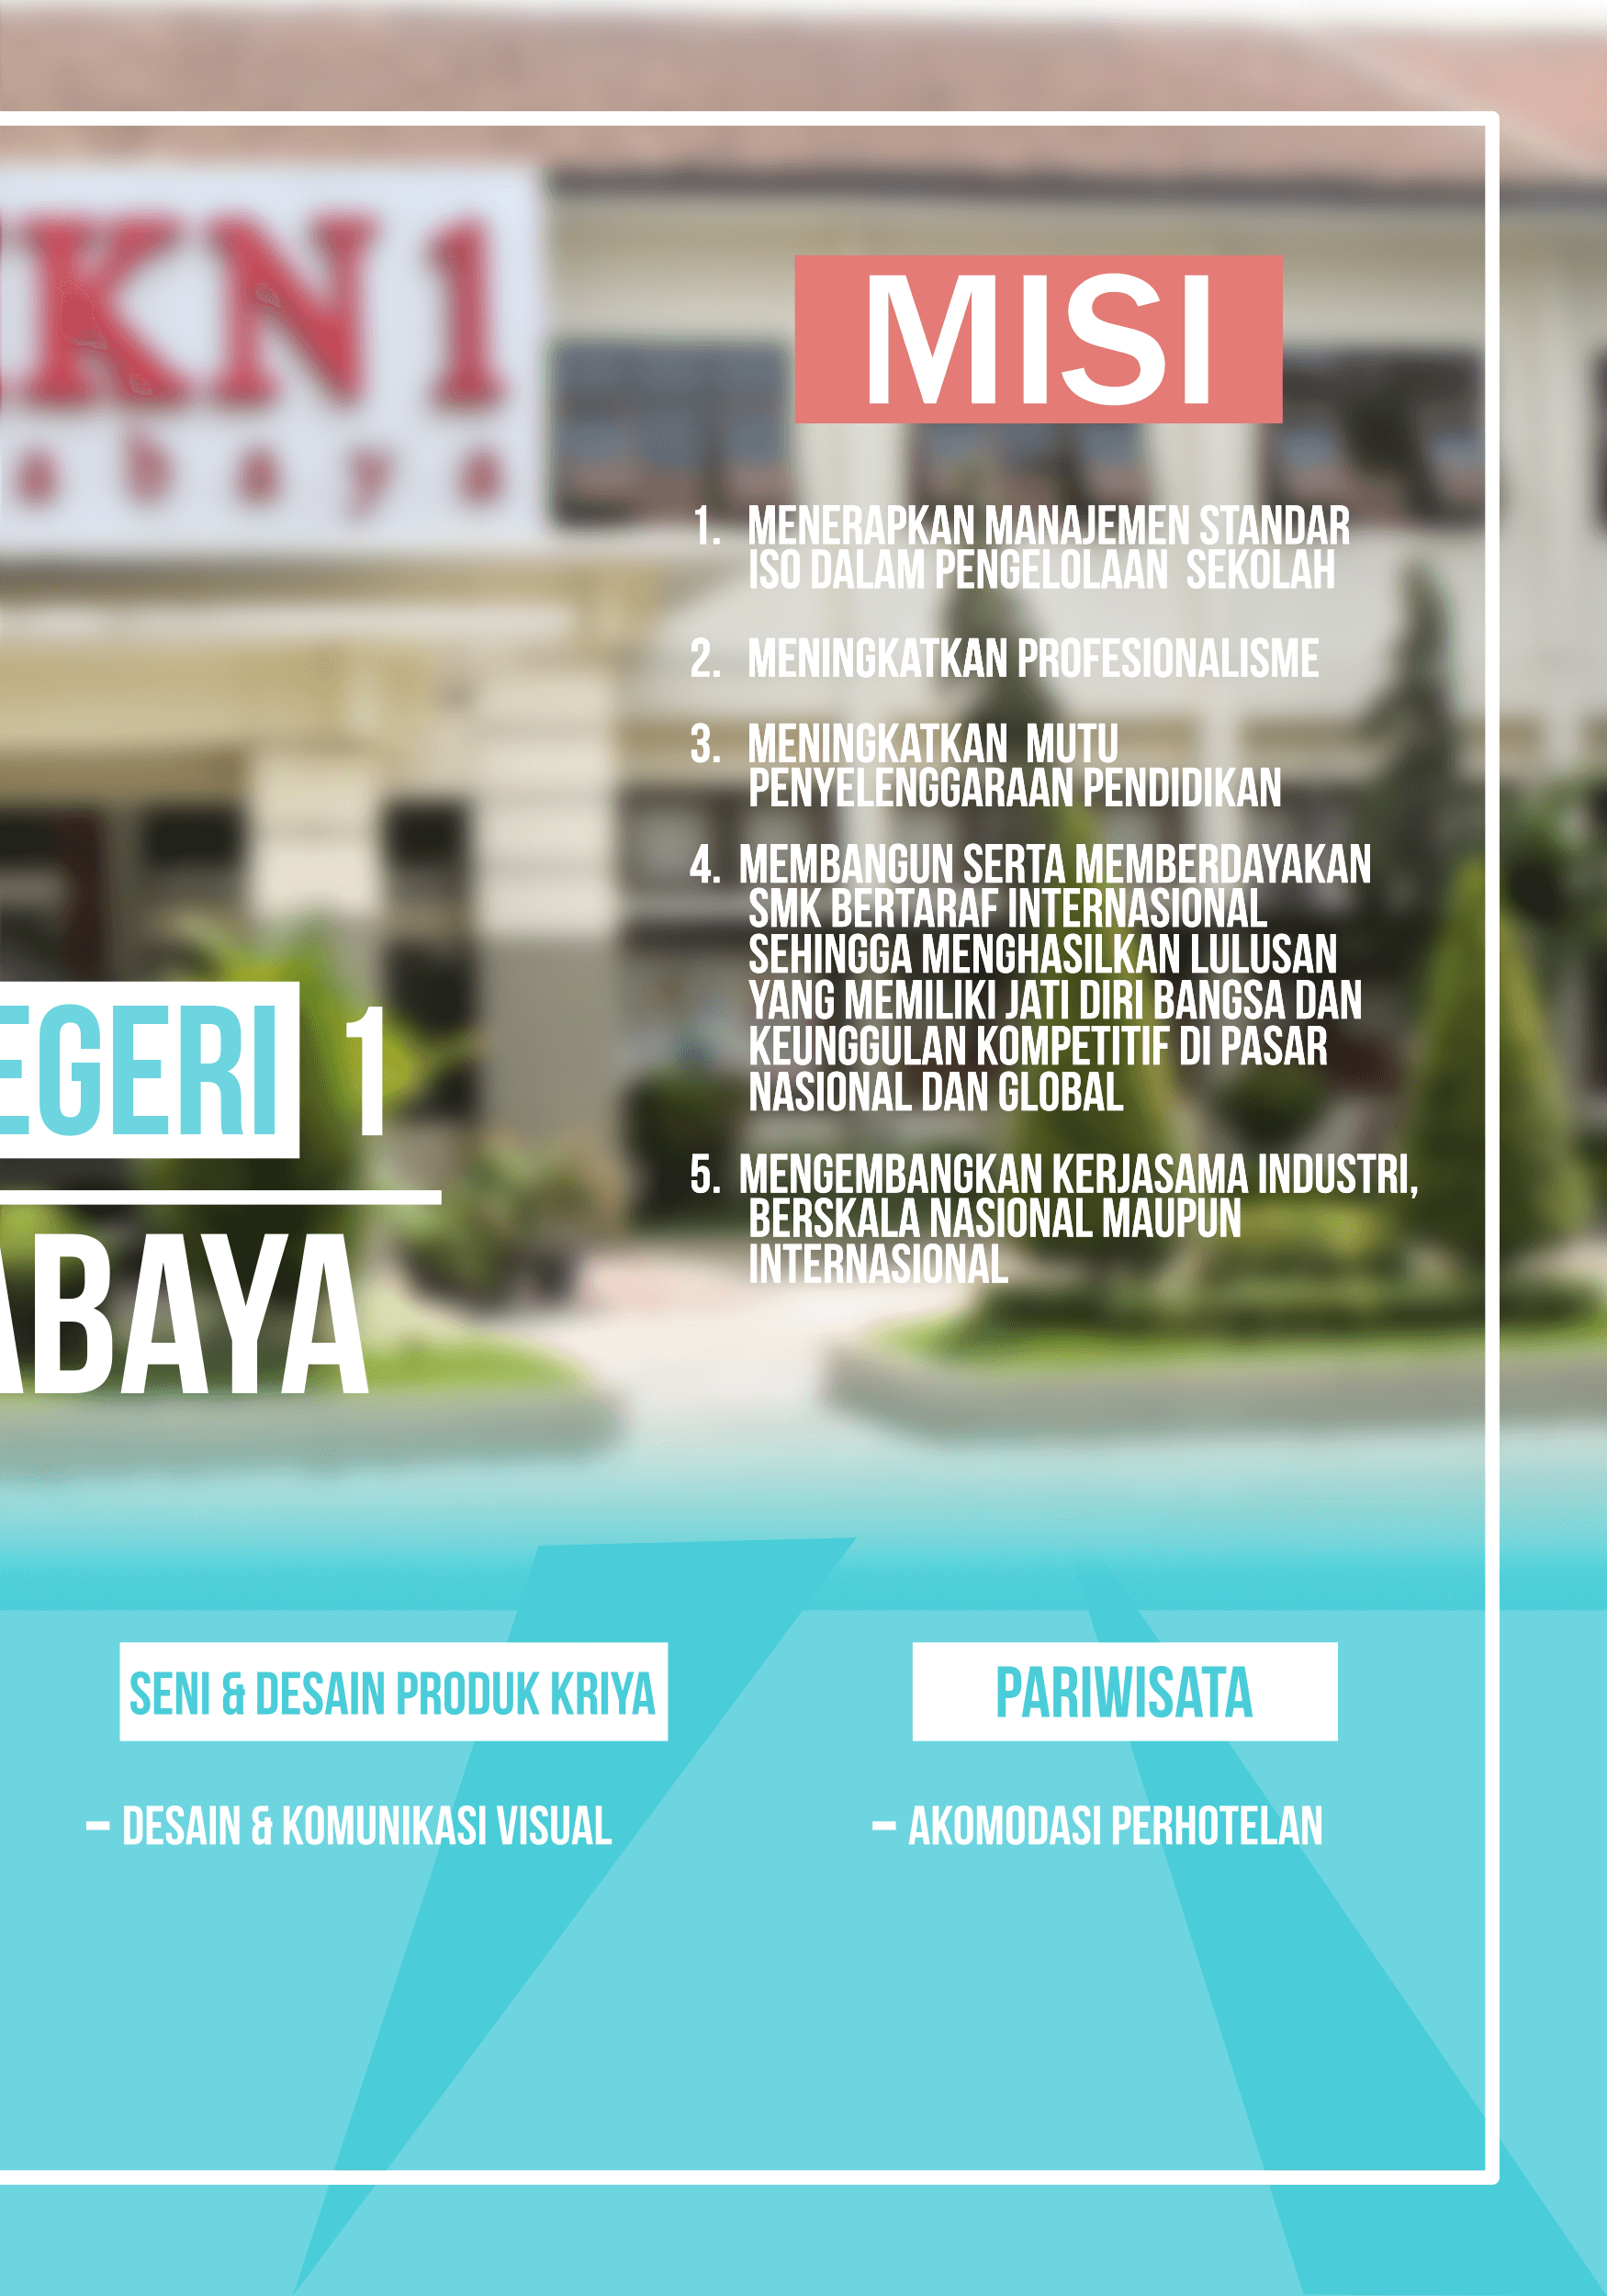 KN1
abaya
MISI
1. MENERAPKAN MANAJEMEN STANDAR
ISO DALAM PENGELOLAAN SEKOLAH
2. MENINGKATKAN PROFESIONALISME
3. MENINGKATKAN MUTU
PENYELENGGARAAN PENDIDIKAN
4. MEMBANGUN SERTA MEMBERDAYAKAN
SMK BERTARAF INTERNASIONAL
SEHINGGA MENGHASILKAN LULUSAN
YANG MEMILIKI JATI DIRI BANGSA DAN
KEUNGGULAN KOMPETITIF DI PASAR
NASIONAL DAN GLOBAL
5. MENGEMBANGKAN KERJASAMA INDUSTRI,
BERSKALA NASIONAL MAUPUN
INTERNASIONAL
EGERI 1
ABAYA
SENI & DESAIN PRODUK KRIYA
– DESAIN & KOMUNIKASI VISUAL
PARIWISATA
– AKOMODASI PERHOTELAN